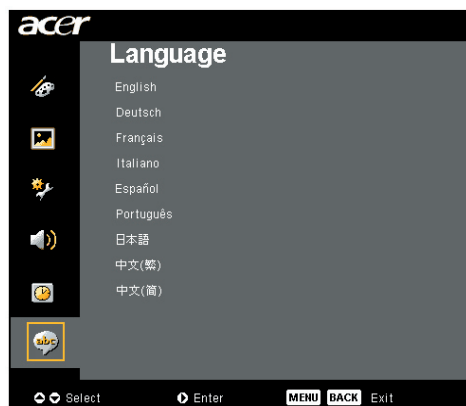 acer
Language
English
Deutsch
Français
Italiano
Español
Português
日本語
中文(繁)
中文(简)
abc
Select Enter MENU BACK Exit